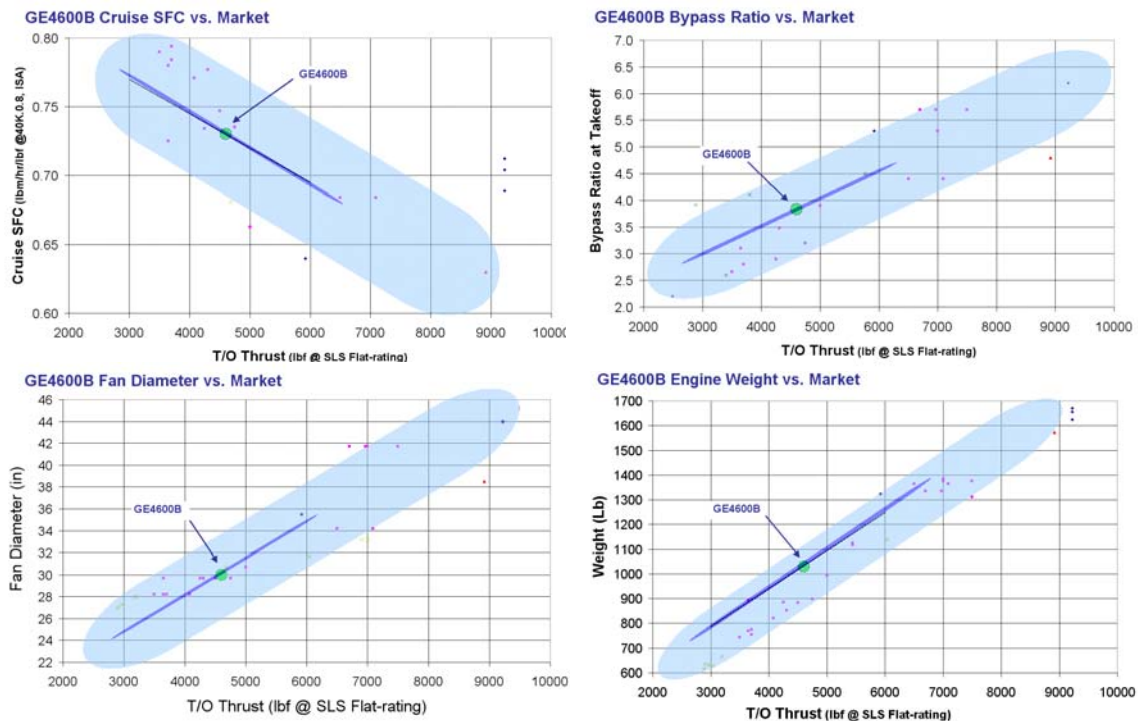 GE4600B Cruise SFC vs. Market
0.80
0.75
0.70
0.65
0.60
Cruise SFC (lbm/hr/lbf @40K.0.8, ISA)
GE4600B
2000 3000 4000 5000 6000 7000 8000 9000 10000
T/O Thrust (lbf @ SLS Flat-rating)
GE4600B Bypass Ratio vs. Market
7.0
6.5
6.0
5.5
5.0
4.5
4.0
3.5
3.0
2.5
2.0
Bypass Ratio at Takeoff
GE4600B
2000 3000 4000 5000 6000 7000 8000 9000 10000
T/O Thrust (lbf @ SLS Flat-rating)
GE4600B Fan Diameter vs. Market
46
44
42
40
38
36
34
32
30
28
26
24
22
Fan Diameter (in)
GE4600B
2000 3000 4000 5000 6000 7000 8000 9000 10000
T/O Thrust (lbf @ SLS Flat-rating)
GE4600B Engine Weight vs. Market
1700
1600
1500
1400
1300
1200
1100
1000
900
800
700
600
Weight (Lb)
GE4600B
2000 3000 4000 5000 6000 7000 8000 9000 10000
T/O Thrust (lbf @ SLS Flat-rating)